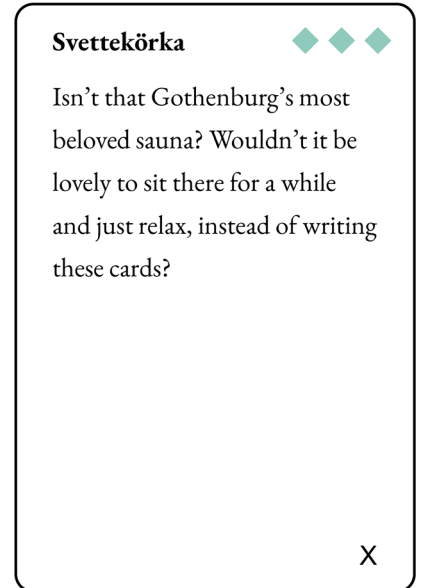 Svettekörka
Isn’t that Gothenburg’s most
beloved sauna? Wouldn’t it be
lovely to sit there for a while
and just relax, instead of writing
these cards?
X